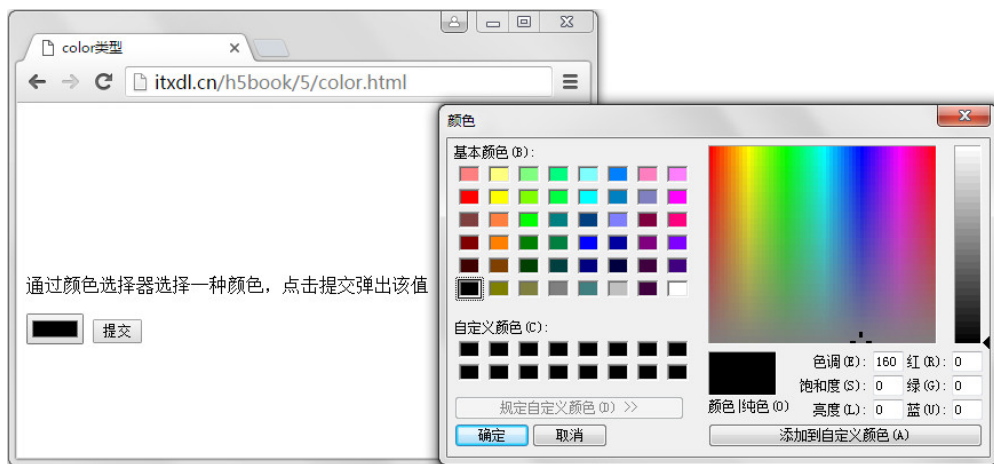 color类型
itxdl.cn/h5book/5/color.html
通过颜色选择器选择一种颜色，点击提交弹出该值
提交
颜色
基本颜色(B):
自定义颜色(C):
规定自定义颜色(D) >>
确定 取消
颜色|纯色(O)
色调(E): 160 红(R): 0
饱和度(S): 0 绿(G): 0
亮度(L): 0 蓝(U): 0
添加到自定义颜色(A)